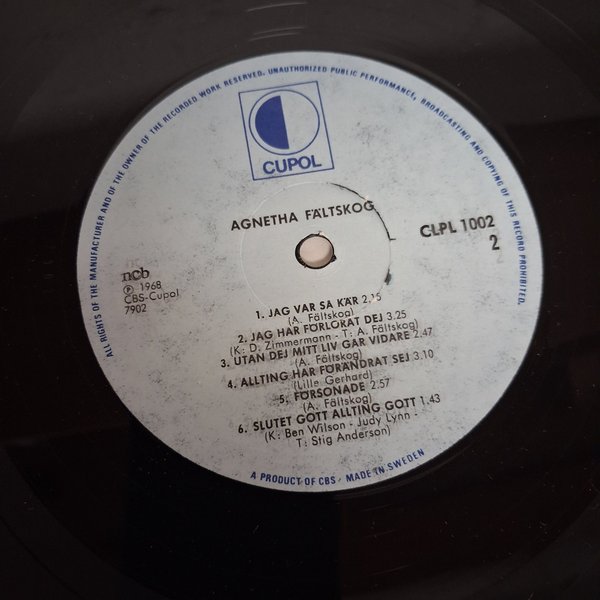 ALL RIGHTS OF THE MANUFACTURER AND OF THE OWNER OF THE RECORDED WORK RESERVED. UNAUTHORIZED PUBLIC PERFORMANCE, BROADCASTING AND COPYING OF THIS RECORD PROHIBITED.
CUPOL
AGNETHA FÄLTSKOG
CLPL 1002
2
ncb
Ⓟ 1968
CBS-Cupol
7902
1. JAG VAR SA KÄR 2.15
(A. Fältskog)
2. JAG HAR FÖRLORAT DEJ 3.25
(K: D. Zimmermann - T: A. Fältskog)
3. UTAN DEJ MITT LIV GAR VIDARE 2.47
(A. Fältskog)
4. ALLTING HAR FÖRÄNDRAT SEJ 3.10
(Lille Gerhard)
5. FÖRSONADE 2.57
(A. Fältskog)
6. SLUTET GOTT ALLTING GOTT 1.43
(K: Ben Wilson - Judy Lynn -
T: Stig Anderson)
A PRODUCT OF CBS - MADE IN SWEDEN